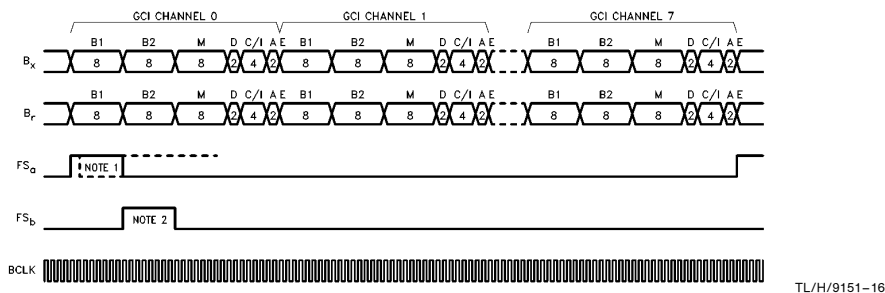 GCI CHANNEL 0 GCI CHANNEL 1 GCI CHANNEL 7
B1 B2 M D C/I A E B1 B2 M D C/I A E B1 B2 M D C/I A E
Bx 8 8 8 2 4 2 8 8 8 2 4 2 8 8 8 2 4 2
B1 B2 M D C/I A E B1 B2 M D C/I A E B1 B2 M D C/I A E
Br 8 8 8 2 4 2 8 8 8 2 4 2 8 8 8 2 4 2
FSa NOTE 1
FSb NOTE 2
BCLK
TL/H/9151–16